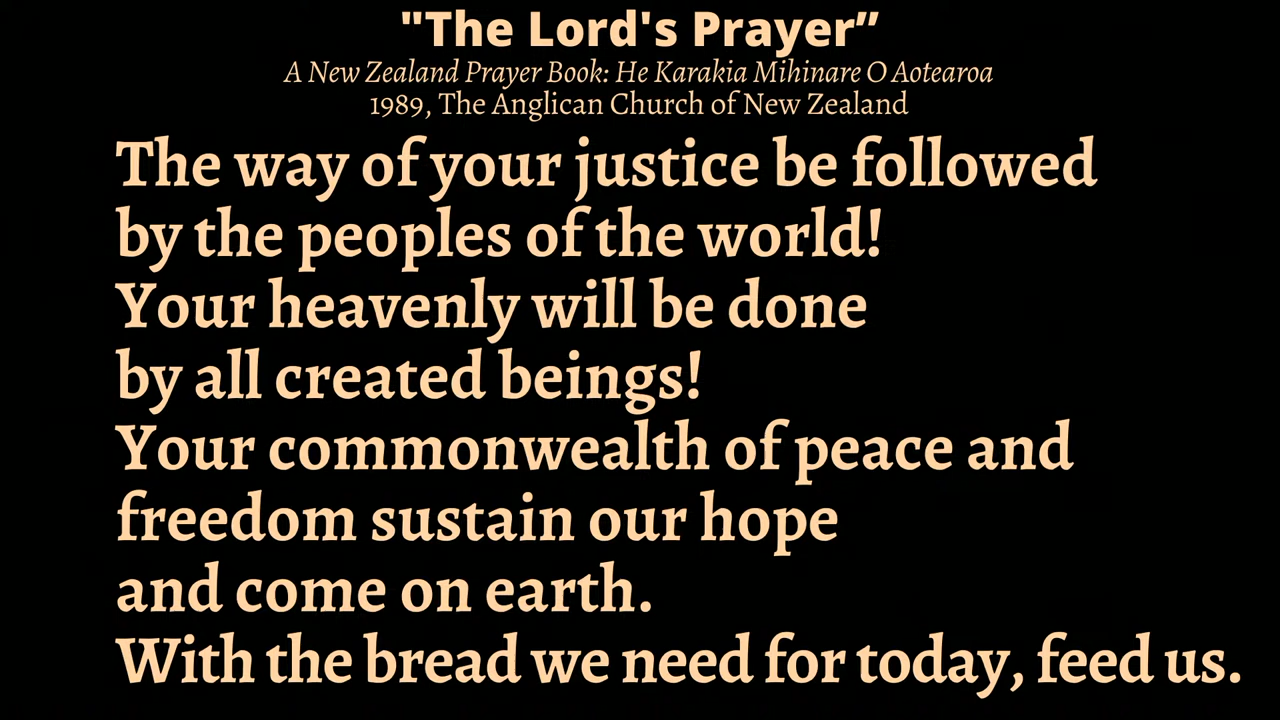 "The Lord's Prayer”
A New Zealand Prayer Book: He Karakia Mihinare O Aotearoa
1989, The Anglican Church of New Zealand
The way of your justice be followed
by the peoples of the world!
Your heavenly will be done
by all created beings!
Your commonwealth of peace and
freedom sustain our hope
and come on earth.
With the bread we need for today, feed us.